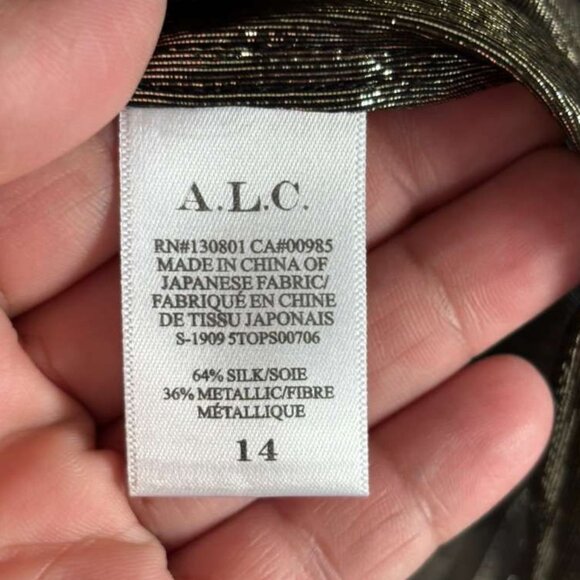 A.L.C.
RN#130801 CA#00985
MADE IN CHINA OF
JAPANESE FABRIC/
FABRIQUÉ EN CHINE
DE TISSU JAPONAIS
S-1909 5TOPS00706
64% SILK/SOIE
36% METALLIC/FIBRE
MÉTALLIQUE
14